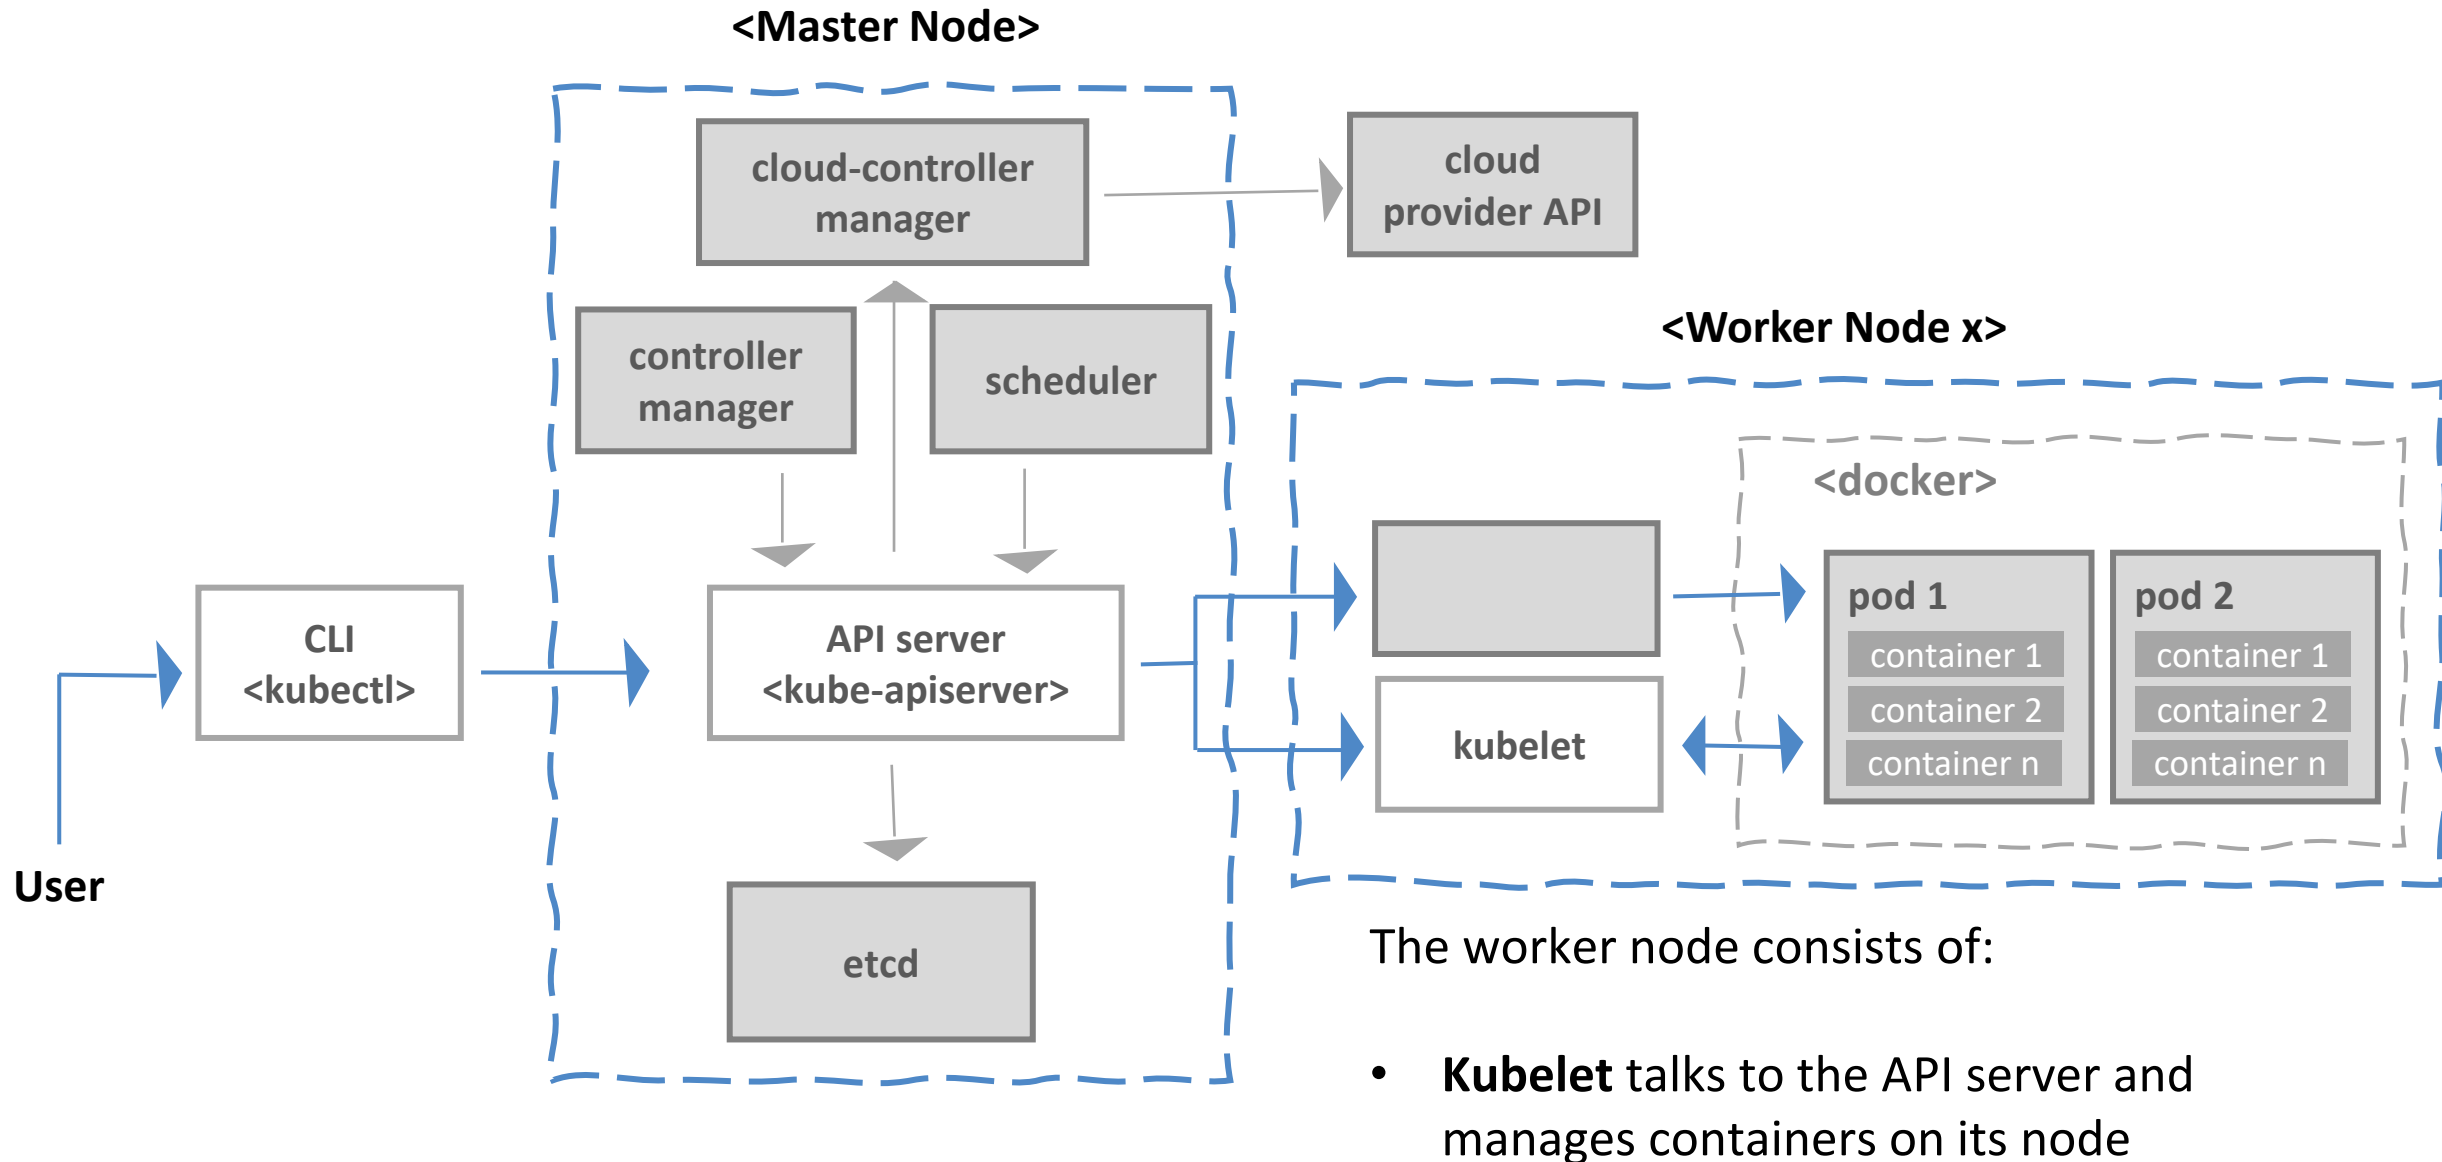 <Master Node>
cloud-controller
manager
cloud
provider API
controller
manager
scheduler
<Worker Node x>
<docker>
CLI
<kubectl>
API server
<kube-apiserver>
kubelet
pod 1
container 1
container 2
container n
pod 2
container 1
container 2
container n
User
etcd
The worker node consists of:
• Kubelet talks to the API server and
manages containers on its node